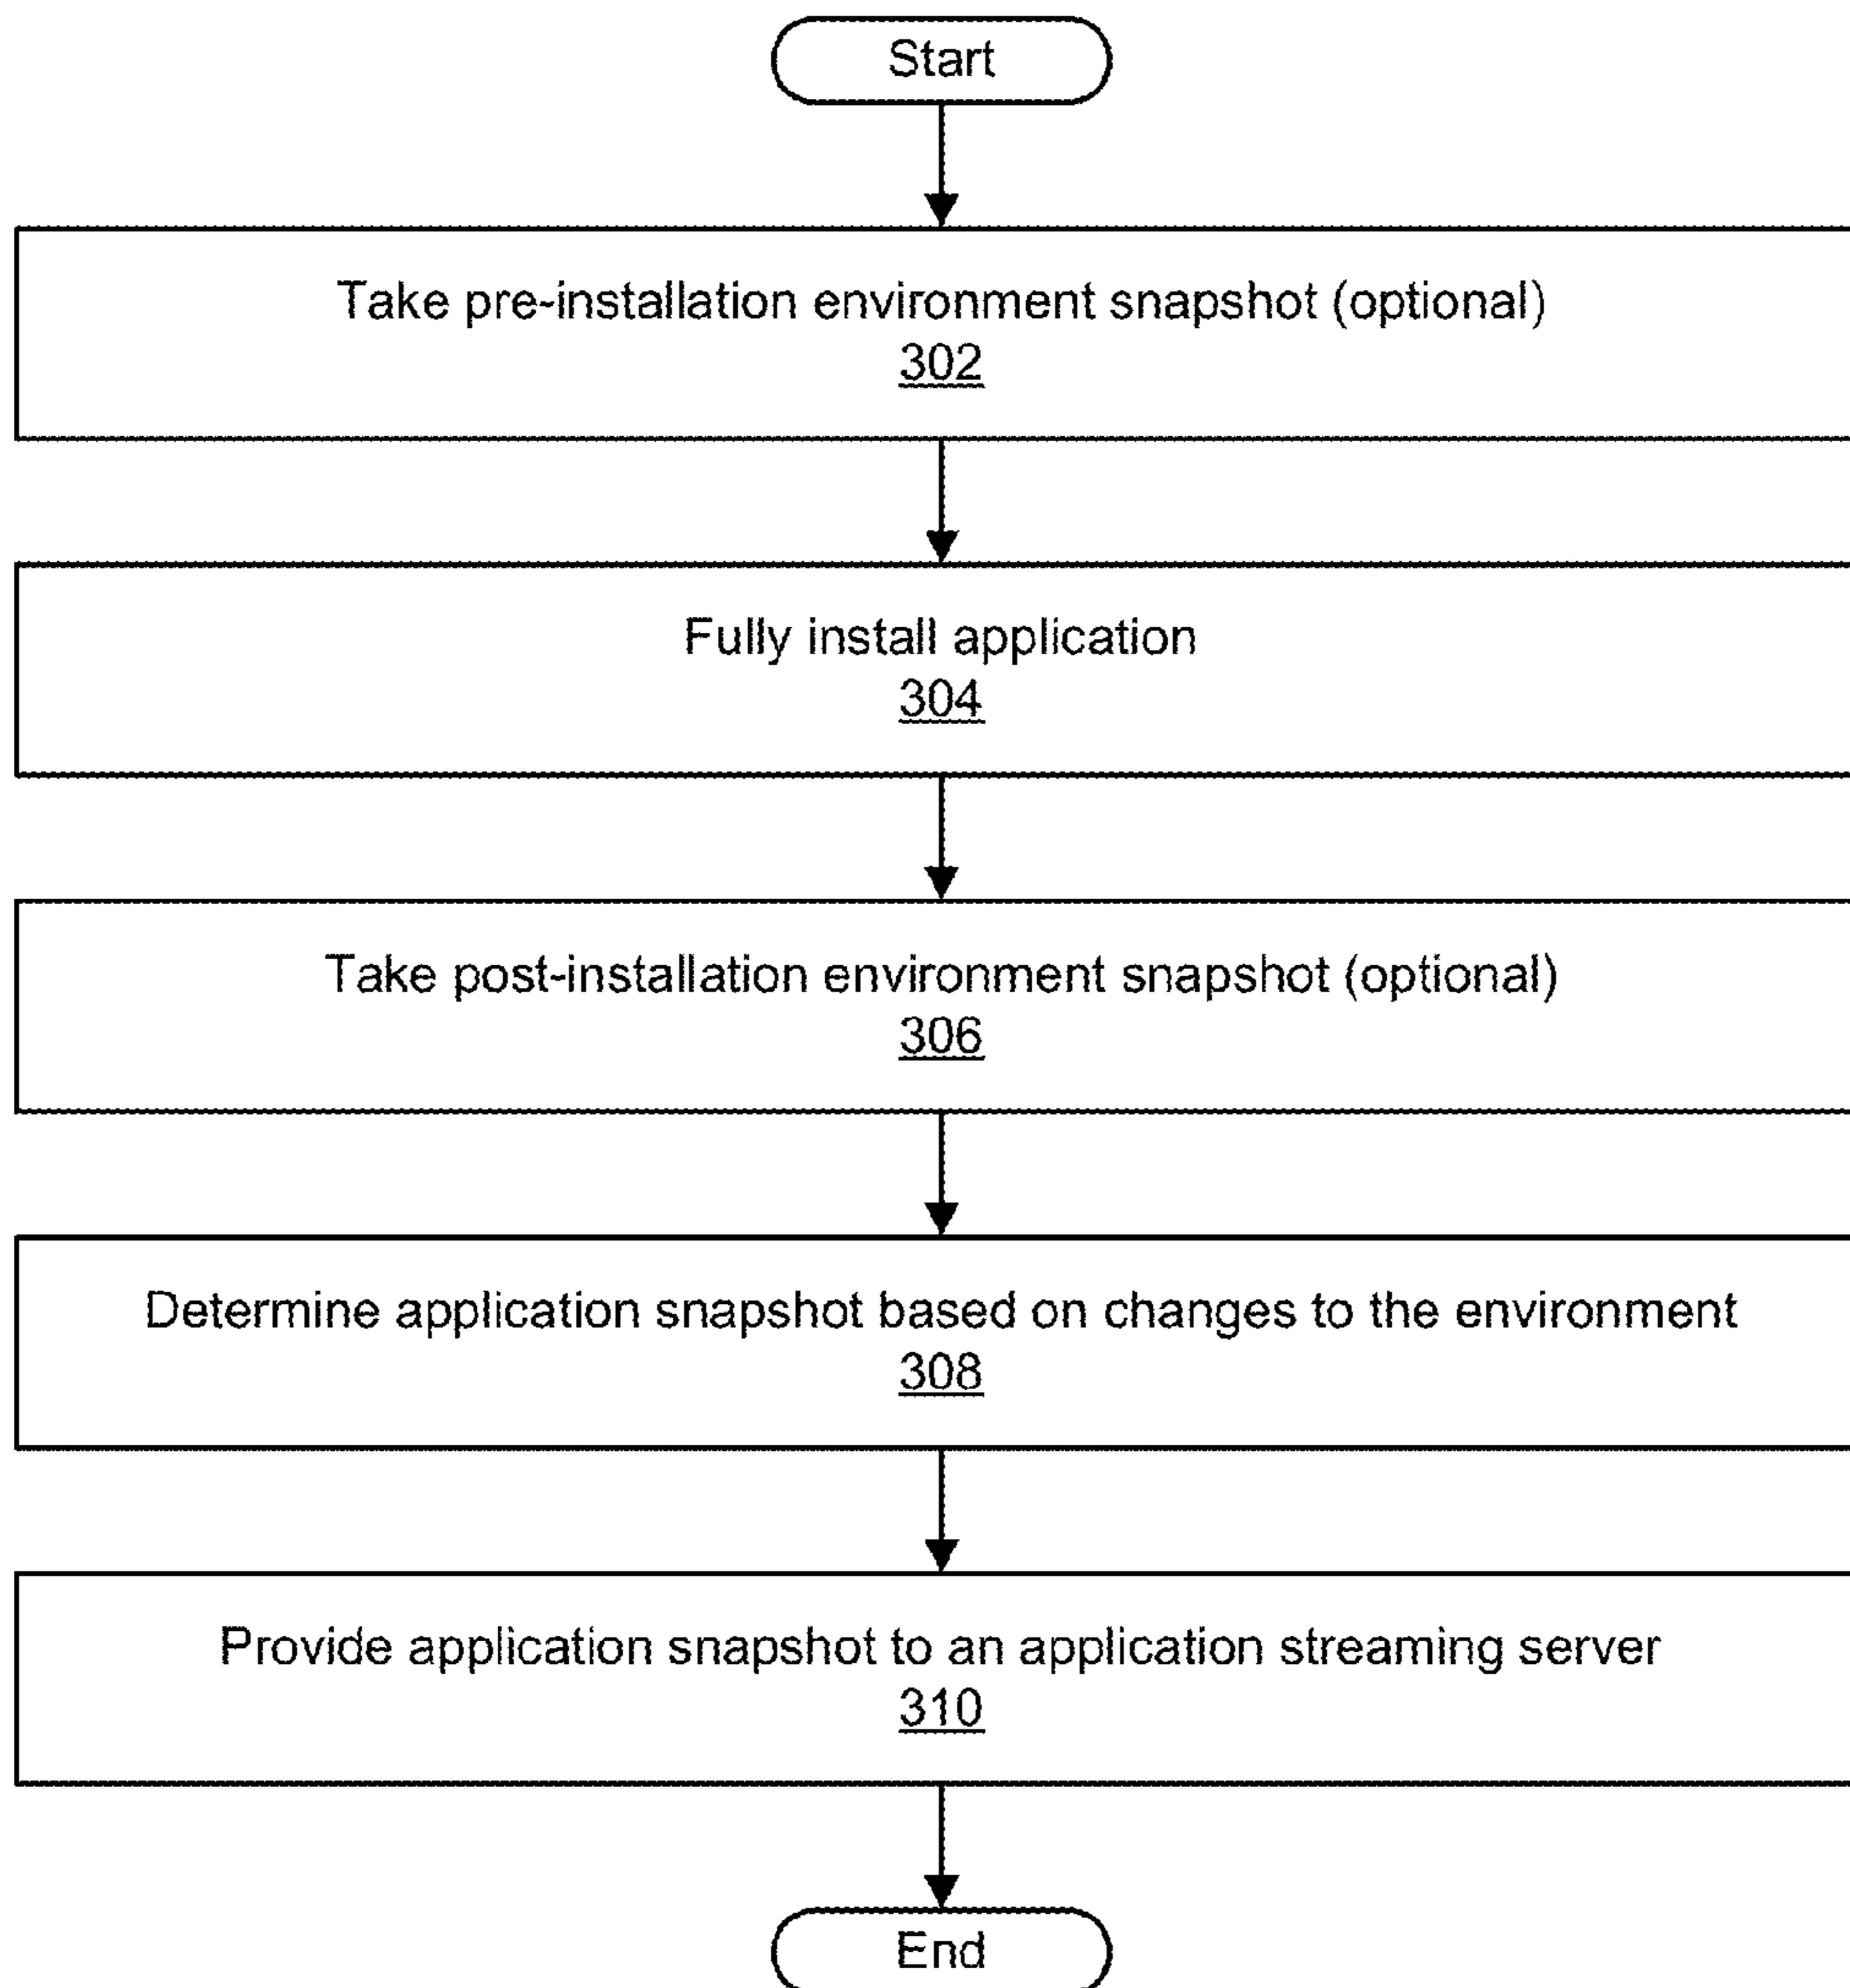 Start
Take pre-installation environment snapshot (optional)
302
Fully install application
304
Take post-installation environment snapshot (optional)
306
Determine application snapshot based on changes to the environment
308
Provide application snapshot to an application streaming server
310
End